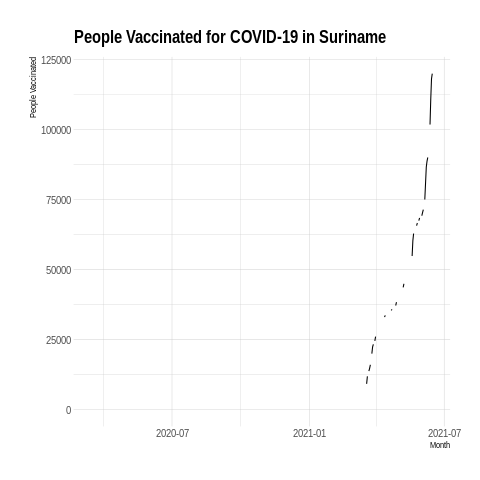 People Vaccinated for COVID-19 in Suriname
People Vaccinated
125000
100000
75000
50000
25000
0
2020-07 2021-01 2021-07
Month